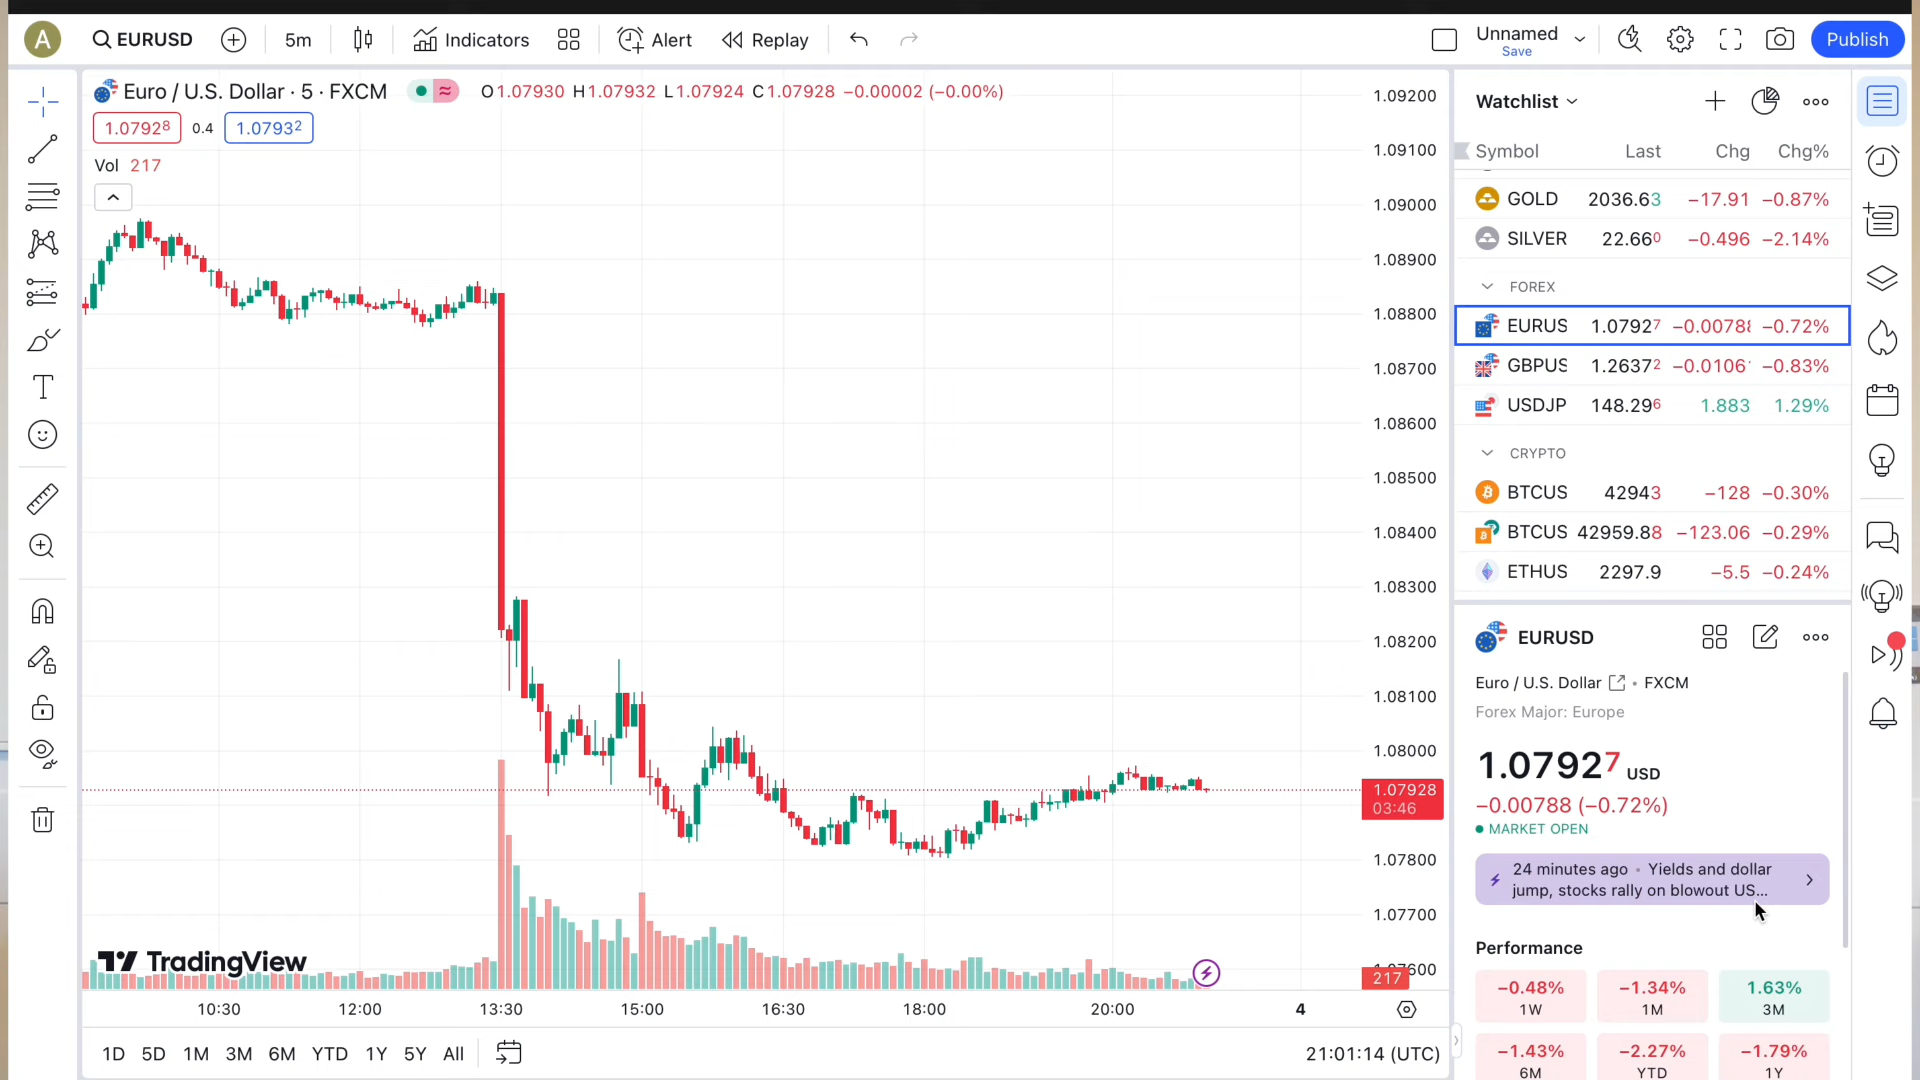 A
EURUSD
5m
Indicators
Alert
Replay
Unnamed
Save
Publish
Euro / U.S. Dollar · 5 · FXCM
O1.07930 H1.07932 L1.07924 C1.07928 −0.00002 (−0.00%)
1.07928 0.4 1.07932
Vol 217
1.09200
1.09100
1.09000
1.08900
1.08800
1.08700
1.08600
1.08500
1.08400
1.08300
1.08200
1.08100
1.08000
1.07928
03:46
1.07800
1.07700
217
TradingView
10:30 12:00 13:30 15:00 16:30 18:00 20:00 4
1D 5D 1M 3M 6M YTD 1Y 5Y All
21:01:14 (UTC)
Watchlist
Symbol Last Chg Chg%
GOLD 2036.63 −17.91 −0.87%
SILVER 22.660 −0.496 −2.14%
FOREX
EURUS 1.07927 −0.00788 −0.72%
GBPUS 1.26372 −0.0106 −0.83%
USDJP 148.296 1.883 1.29%
CRYPTO
BTCUS 42943 −128 −0.30%
BTCUS 42959.88 −123.06 −0.29%
ETHUS 2297.9 −5.5 −0.24%
EURUSD
Euro / U.S. Dollar • FXCM
Forex Major: Europe
1.07927 USD
−0.00788 (−0.72%)
MARKET OPEN
24 minutes ago • Yields and dollar
jump, stocks rally on blowout US...
Performance
−0.48% −1.34% 1.63%
1W 1M 3M
−1.43% −2.27% −1.79%
6M YTD 1Y